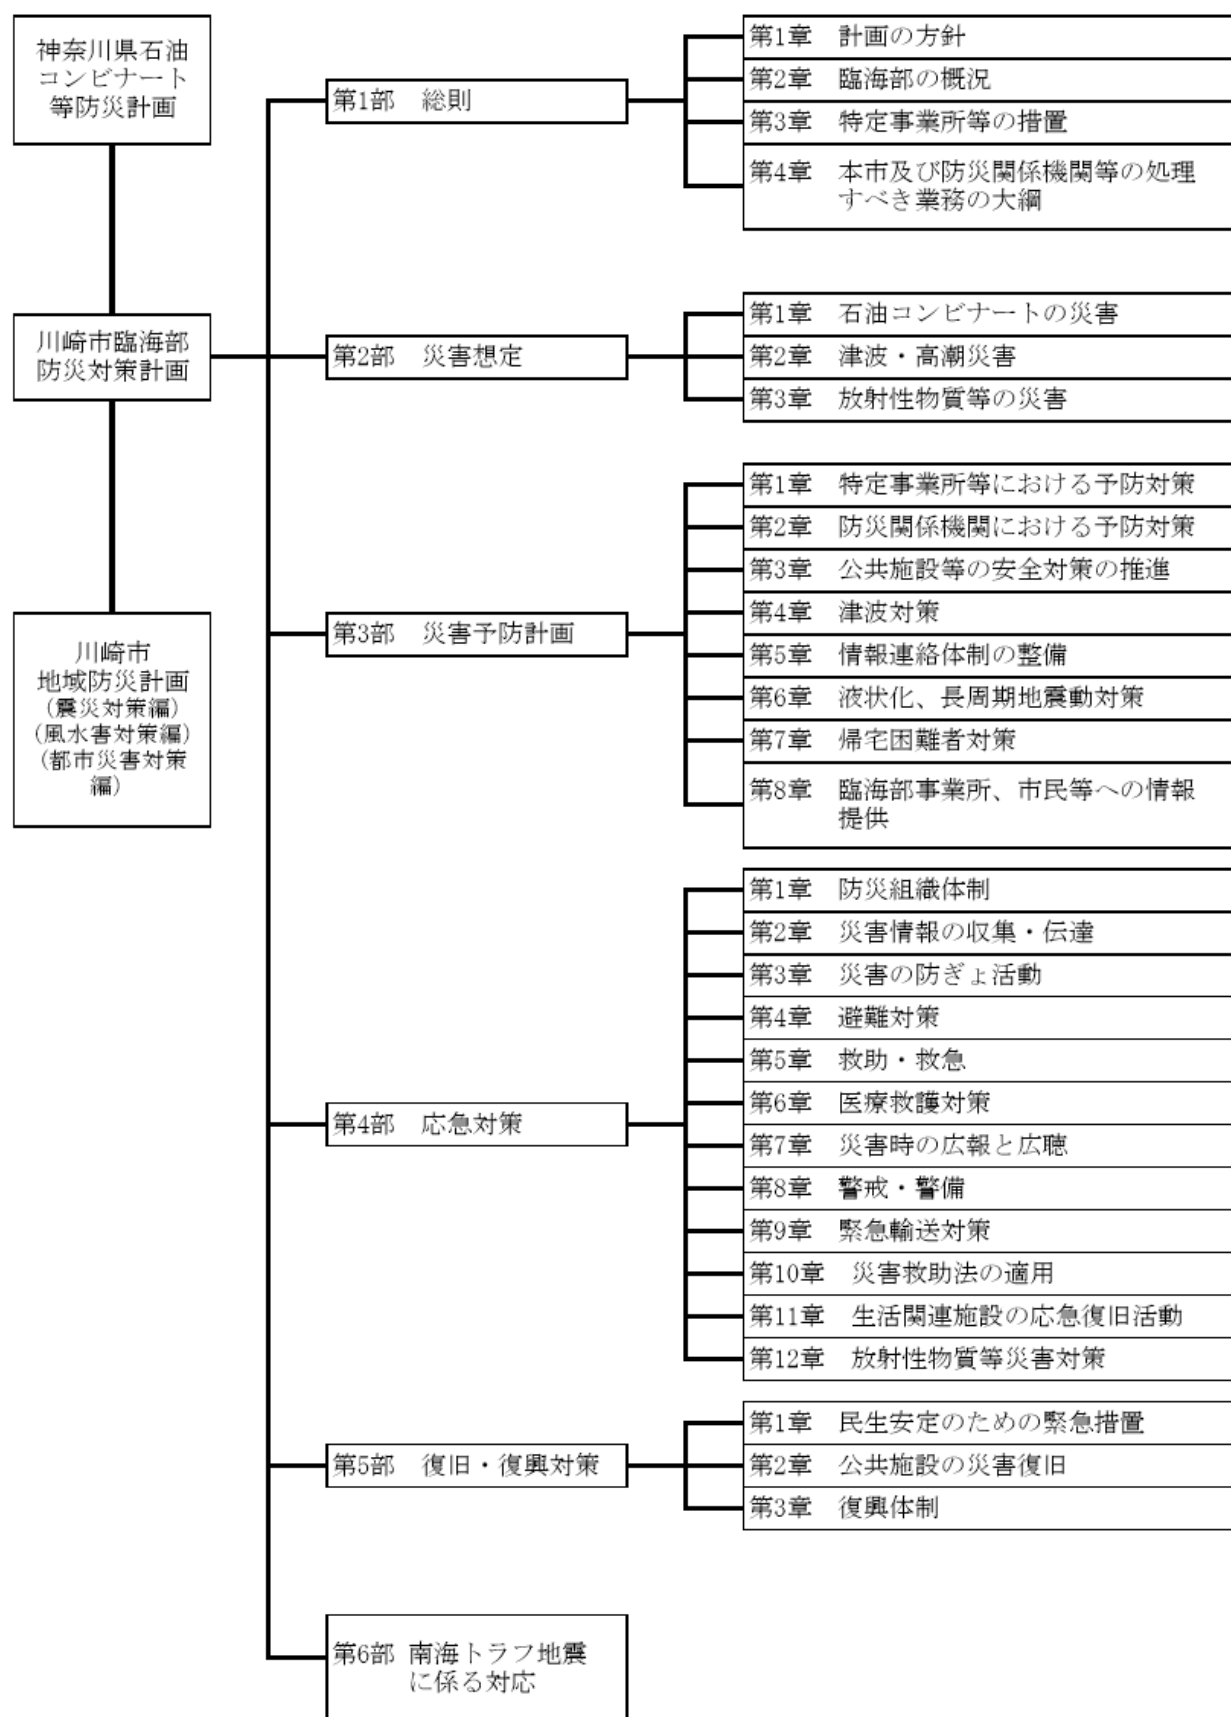 神奈川県石油
コンビナート
等防災計画
川崎市臨海部
防災対策計画
川崎市
地域防災計画
(震災対策編)
(風水害対策編)
(都市災害対策
編)
第1部　総則
第1章　計画の方針
第2章　臨海部の概況
第3章　特定事業所等の措置
第4章　本市及び防災関係機関等の処理
すべき業務の大綱
第2部　災害想定
第1章　石油コンビナートの災害
第2章　津波・高潮災害
第3章　放射性物質等の災害
第3部　災害予防計画
第1章　特定事業所等における予防対策
第2章　防災関係機関における予防対策
第3章　公共施設等の安全対策の推進
第4章　津波対策
第5章　情報連絡体制の整備
第6章　液状化、長周期地震動対策
第7章　帰宅困難者対策
第8章　臨海部事業所、市民等への情報
提供
第4部　応急対策
第1章　防災組織体制
第2章　災害情報の収集・伝達
第3章　災害の防ぎょ活動
第4章　避難対策
第5章　救助・救急
第6章　医療救護対策
第7章　災害時の広報と広聴
第8章　警戒・警備
第9章　緊急輸送対策
第10章　災害救助法の適用
第11章　生活関連施設の応急復旧活動
第12章　放射性物質等災害対策
第5部　復旧・復興対策
第1章　民生安定のための緊急措置
第2章　公共施設の災害復旧
第3章　復興体制
第6部 南海トラフ地震
に係る対応